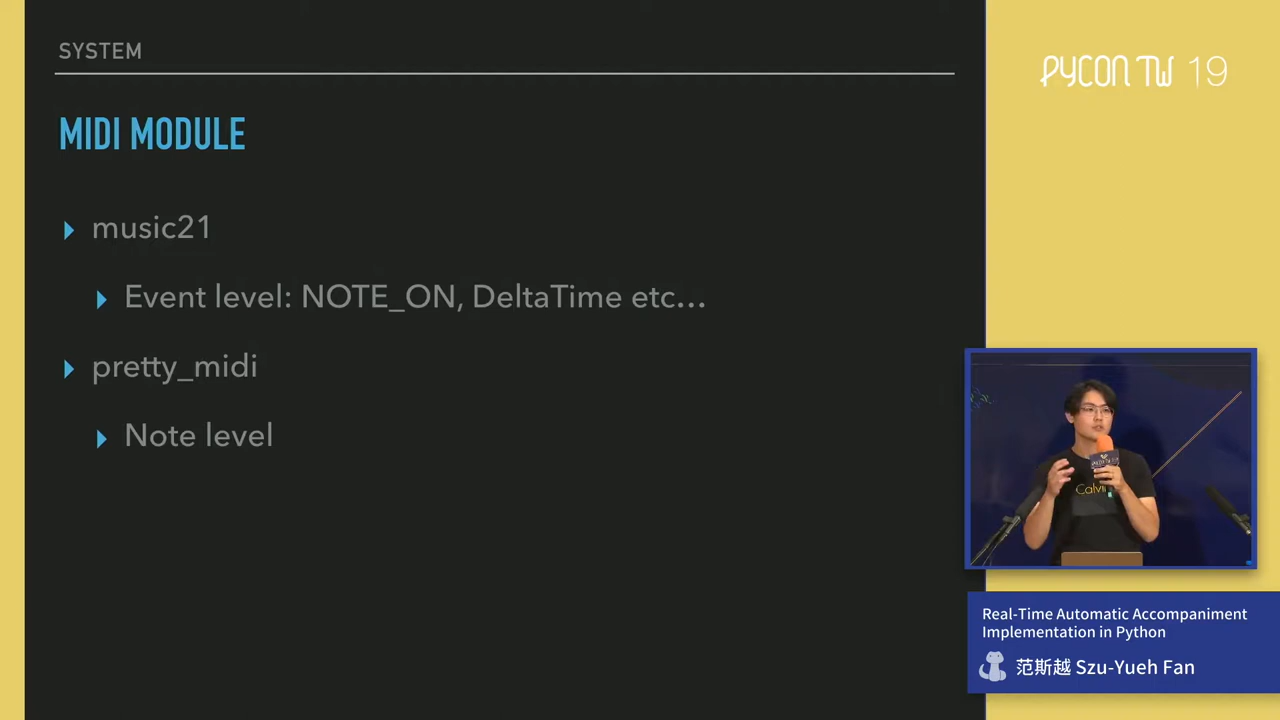 SYSTEM
MIDI MODULE
music21
Event level: NOTE_ON, DeltaTime etc...
pretty_midi
Note level
PYCON TW 19
Calvin
Real-Time Automatic Accompaniment
Implementation in Python
范斯越 Szu-Yueh Fan